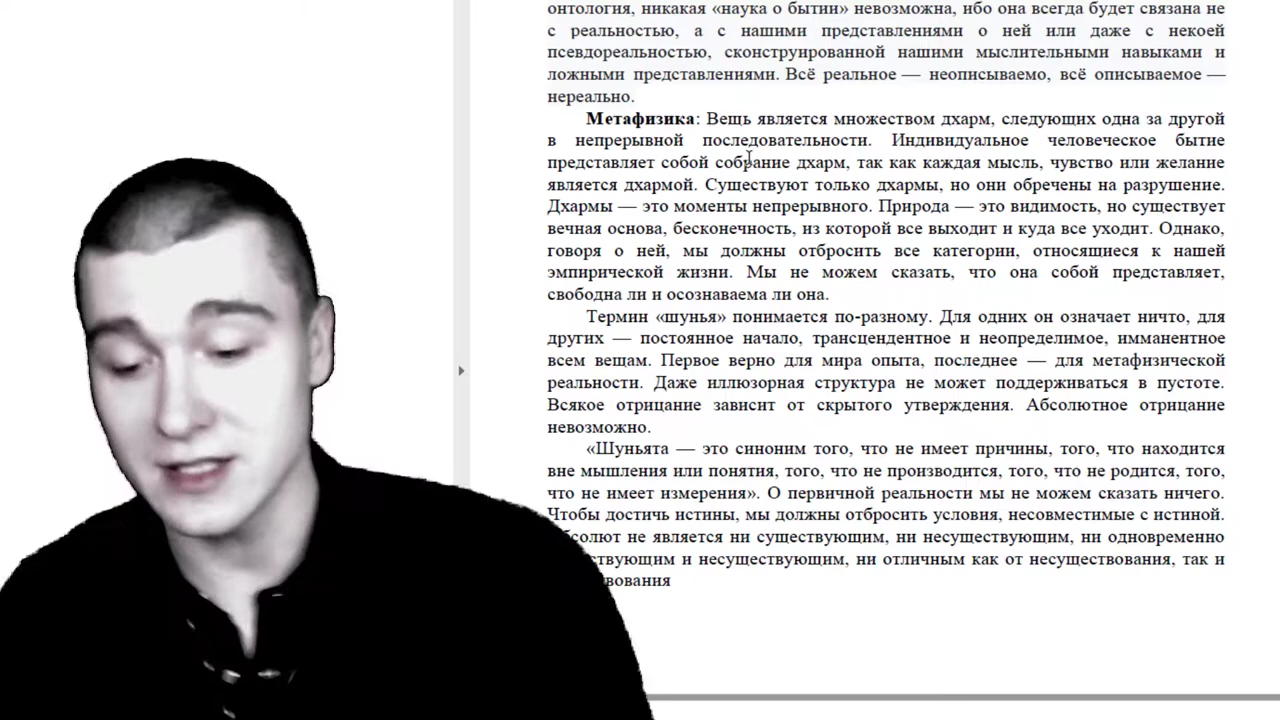 онтология, никакая «наука о бытии» невозможна, ибо она всегда будет связана не
с реальностью, а с нашими представлениями о ней или даже с некоей
псевдореальностью, сконструированной нашими мыслительными навыками и
ложными представлениями. Всё реальное — неописываемо, всё описываемое —
нереально.
Метафизика: Вещь является множеством дхарм, следующих одна за другой
в непрерывной последовательности. Индивидуальное человеческое бытие
представляет собой собрание дхарм, так как каждая мысль, чувство или желание
является дхармой. Существуют только дхармы, но они обречены на разрушение.
Дхармы — это моменты непрерывного. Природа — это видимость, но существует
вечная основа, бесконечность, из которой все выходит и куда все уходит. Однако,
говоря о ней, мы должны отбросить все категории, относящиеся к нашей
эмпирической жизни. Мы не можем сказать, что она собой представляет,
свободна ли и осознаваема ли она.
Термин «шунья» понимается по-разному. Для одних он означает ничто, для
других — постоянное начало, трансцендентное и неопределимое, имманентное
всем вещам. Первое верно для мира опыта, последнее — для метафизической
реальности. Даже иллюзорная структура не может поддерживаться в пустоте.
Всякое отрицание зависит от скрытого утверждения. Абсолютное отрицание
невозможно.
«Шуньята — это синоним того, что не имеет причины, того, что находится
вне мышления или понятия, того, что не производится, того, что не родится, того,
что не имеет измерения». О первичной реальности мы не можем сказать ничего.
Чтобы достичь истины, мы должны отбросить условия, несовместимые с истиной.
не является ни существующим, ни несуществующим, ни одновременно
и несуществующим, ни отличным как от несуществования, так и